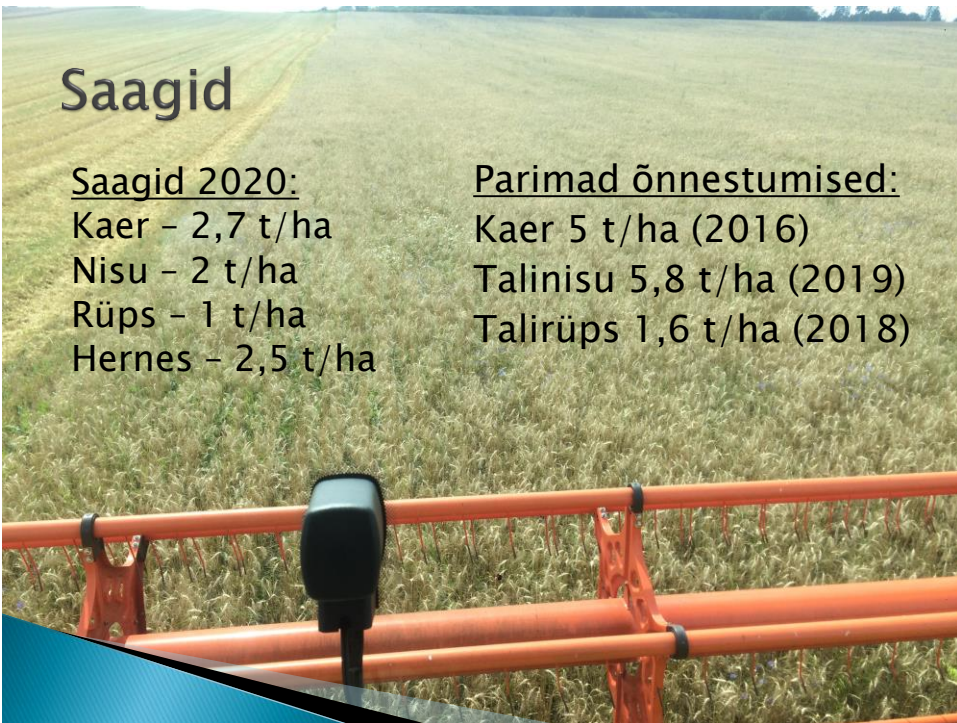 Saagid
Saagid 2020:
Kaer – 2,7 t/ha
Nisu – 2 t/ha
Rüps – 1 t/ha
Hernes – 2,5 t/ha
Parimad õnnestumised:
Kaer 5 t/ha (2016)
Talinisu 5,8 t/ha (2019)
Talirüps 1,6 t/ha (2018)